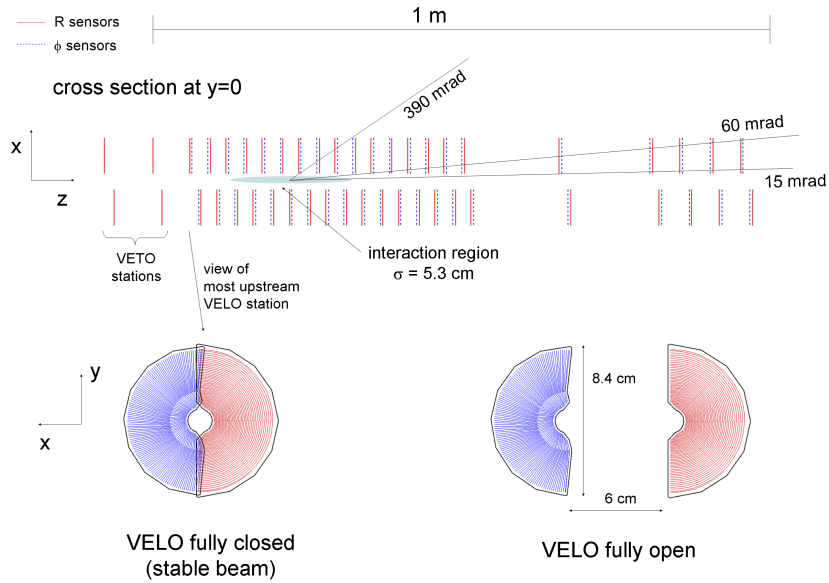 R sensors
ϕ sensors
1 m
cross section at y=0
390 mrad
60 mrad
15 mrad
x
z
VETO
stations
view of
most upstream
VELO station
interaction region
σ = 5.3 cm
y
x
8.4 cm
6 cm
VELO fully closed
(stable beam)
VELO fully open